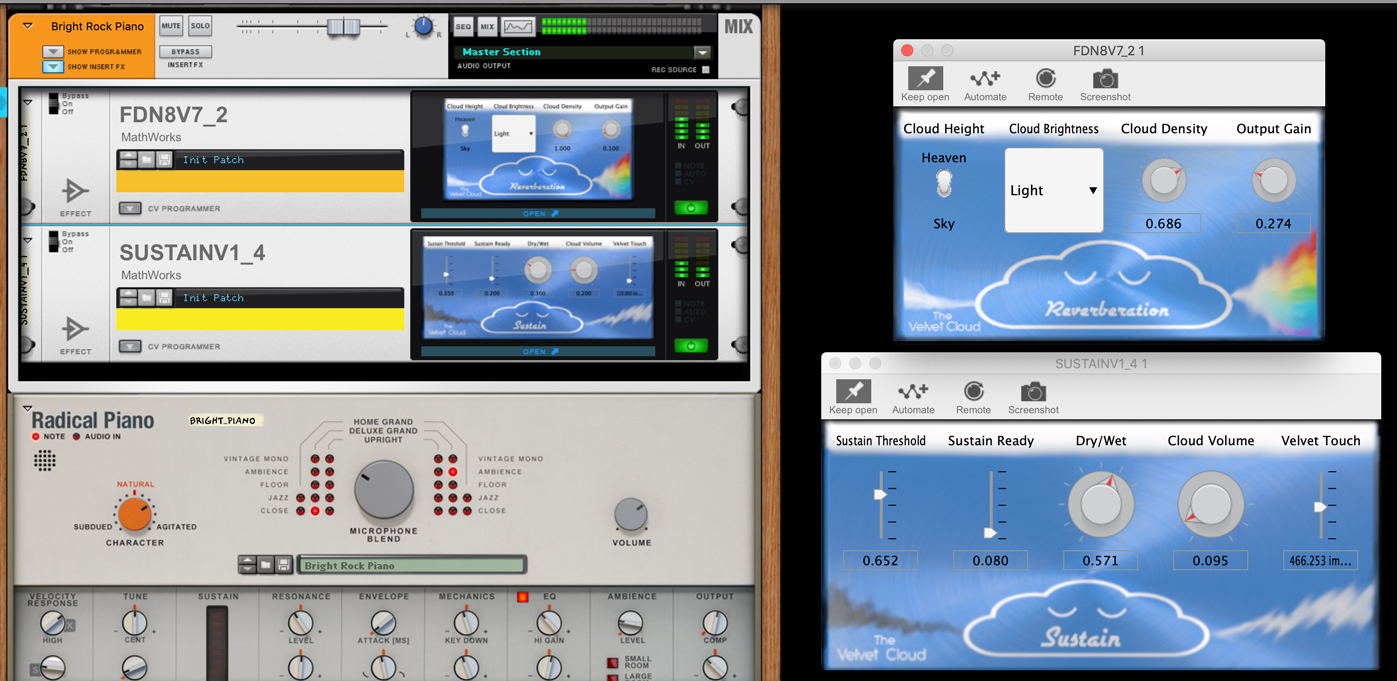 Bright Rock Piano
MUTE SOLO
L R
SEQ MIX
MIX
SHOW PROGRAMMER
SHOW INSERT FX
BYPASS
INSERT FX
Master Section
AUDIO OUTPUT
REC SOURCE
Bypass
On
Off
FDN8V7_2 1
FDN8V7_2
MathWorks
Init Patch
CV PROGRAMMER
EFFECT
Cloud Height Cloud Brightness Cloud Density Output Gain
Heaven
Light
Sky
1.000 0.100
Reverberation
The
Velvet Cloud
OPEN
IN OUT
NOTE
AUTO
CV
Bypass
On
Off
SUSTAINV1_4 1
SUSTAINV1_4
MathWorks
Init Patch
CV PROGRAMMER
EFFECT
Sustain Threshold Sustain Ready Dry/Wet Cloud Volume Velvet Touch
0.200
0.200
Sustain
The
Velvet Cloud
OPEN
IN OUT
NOTE
AUTO
CV
Radical Piano
NOTE AUDIO IN
BRIGHT_PIANO
HOME GRAND
DELUXE GRAND
UPRIGHT
VINTAGE MONO
AMBIENCE
FLOOR
JAZZ
CLOSE
VINTAGE MONO
AMBIENCE
FLOOR
JAZZ
CLOSE
MICROPHONE
BLEND
NATURAL
SUBDUED AGITATED
CHARACTER
VOLUME
Bright Rock Piano
VELOCITY
RESPONSE
HIGH
TUNE
CENT
SUSTAIN
RESONANCE
LEVEL
ENVELOPE
ATTACK [MS]
MECHANICS
KEY DOWN
EQ
HI GAIN
AMBIENCE
LEVEL
SMALL
ROOM
LARGE
OUTPUT
COMP
FDN8V7_2 1
Keep open Automate Remote Screenshot
Cloud Height Cloud Brightness Cloud Density Output Gain
Heaven
Light
Sky
0.686 0.274
Reverberation
The
Velvet Cloud
SUSTAINV1_4 1
Keep open Automate Remote Screenshot
Sustain Threshold Sustain Ready Dry/Wet Cloud Volume Velvet Touch
0.652 0.080 0.571 0.095 466.253 im...
Sustain
The
Velvet Cloud